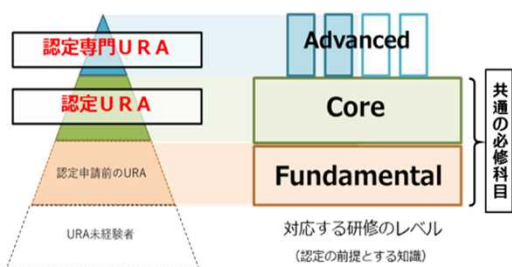 認定専門ＵＲＡ
Advanced
認定ＵＲＡ
Core
認定申請前のURA
Fundamental
共通の必修科目
URA未経験者
対応する研修のレベル
（認定の前提とする知識）